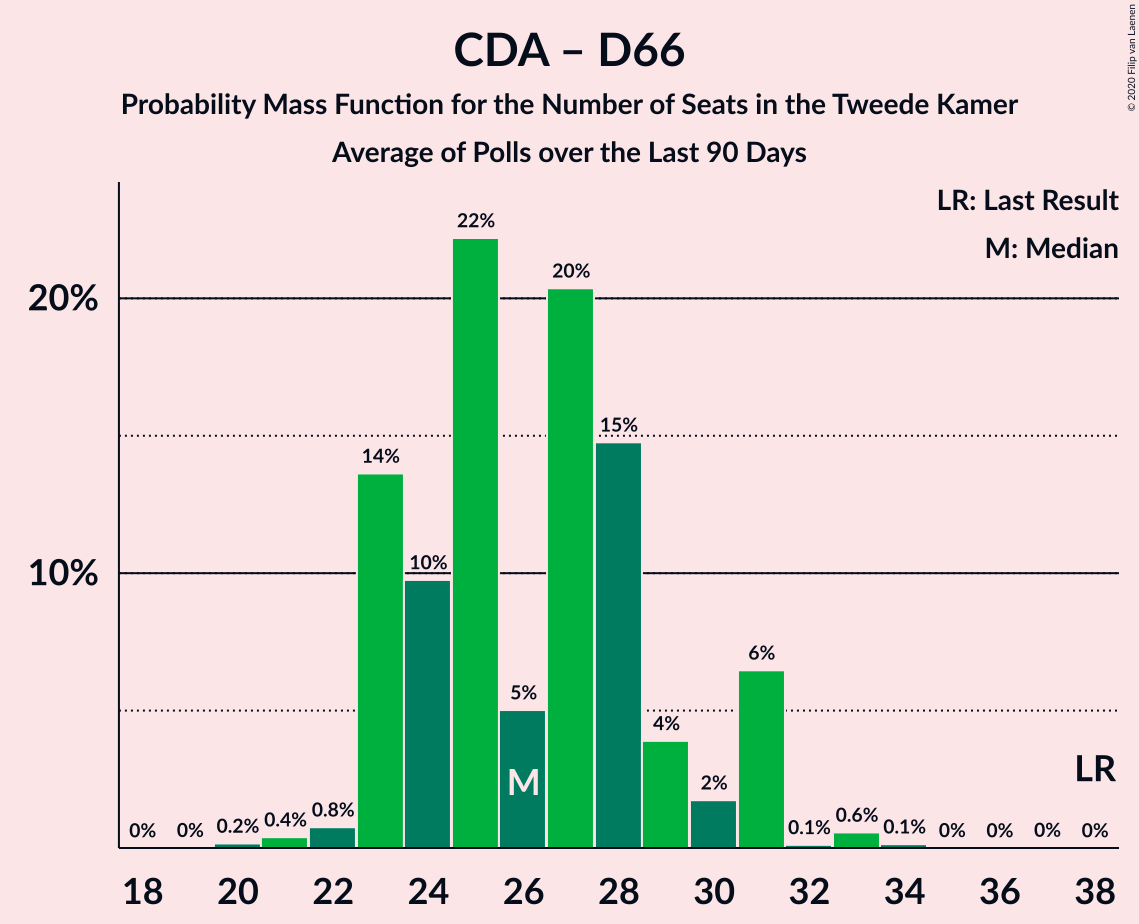 CDA – D66
Probability Mass Function for the Number of Seats in the Tweede Kamer
Average of Polls over the Last 90 Days
© 2020 Filip van Laenen
LR: Last Result
M: Median
20%
10%
0%
0%
0.2%
0.4%
0.8%
14%
10%
22%
5%
20%
15%
4%
2%
6%
0.1%
0.6%
0.1%
0%
0%
0%
0%
M
LR
18 20 22 24 26 28 30 32 34 36 38